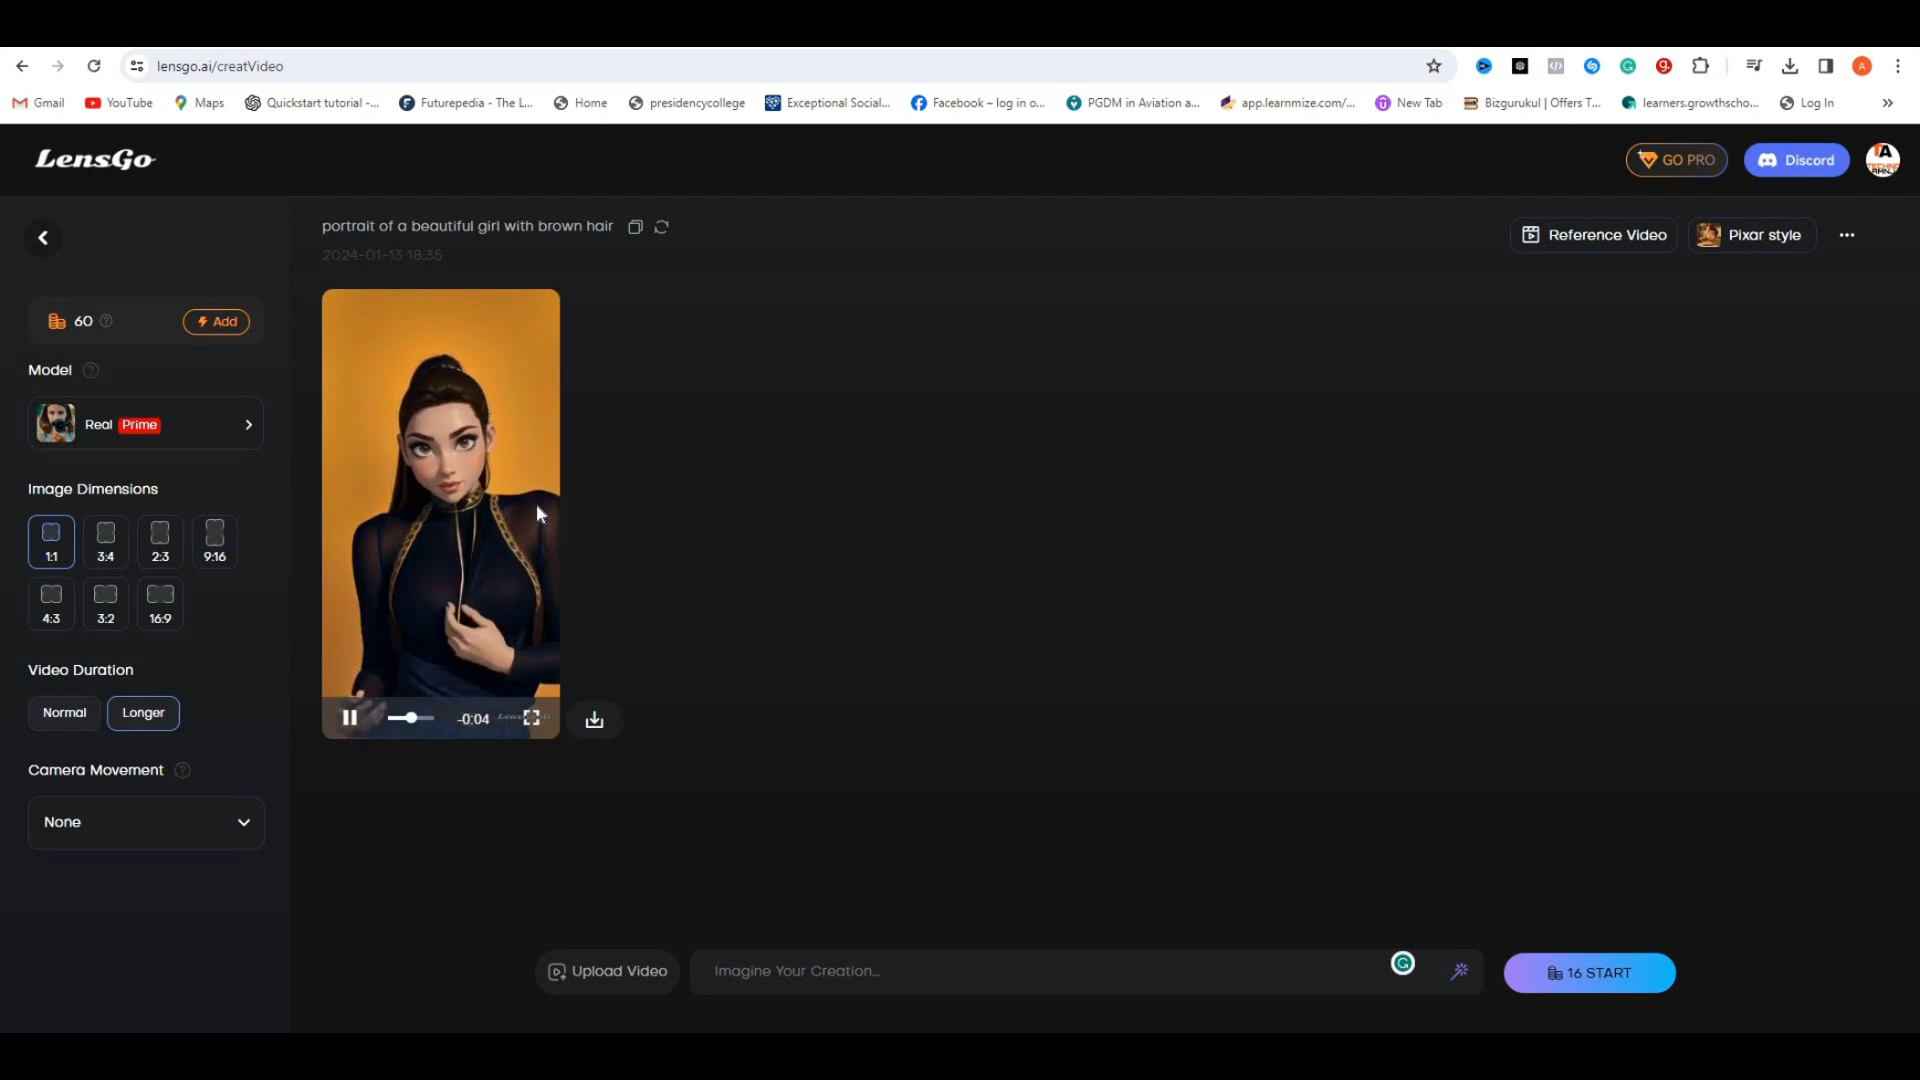 lensgo.ai/creatVideo
Gmail YouTube Maps Quickstart tutorial -... Futurepedia - The L... Home presidencycollege Exceptional Social... Facebook – log in o... PGDM in Aviation a... app.learnmize.com/... New Tab Bizgurukul | Offers T... learners.growthscho... Log In »
LensGo
GO PRO
Discord
portrait of a beautiful girl with brown hair
2024-01-13 18:35
Reference Video
Pixar style
60
Add
Model
Real Prime
Image Dimensions
1:1 3:4 2:3 9:16
4:3 3:2 16:9
Video Duration
Normal Longer
Camera Movement
None
-0:04
Upload Video
Imagine Your Creation...
16 START